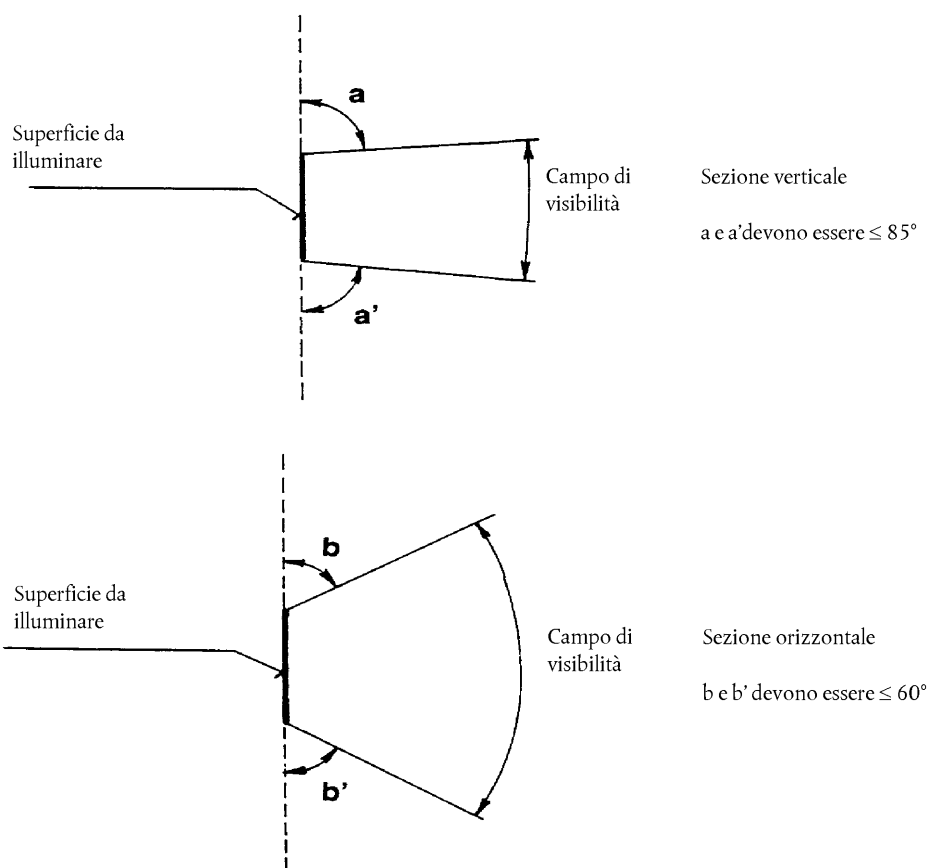 a
Superficie da
illuminare
Campo di
visibilità
Sezione verticale
a e a’devono essere ≤ 85°
a’
b
Superficie da
illuminare
Campo di
visibilità
Sezione orizzontale
b e b’ devono essere ≤ 60°
b’